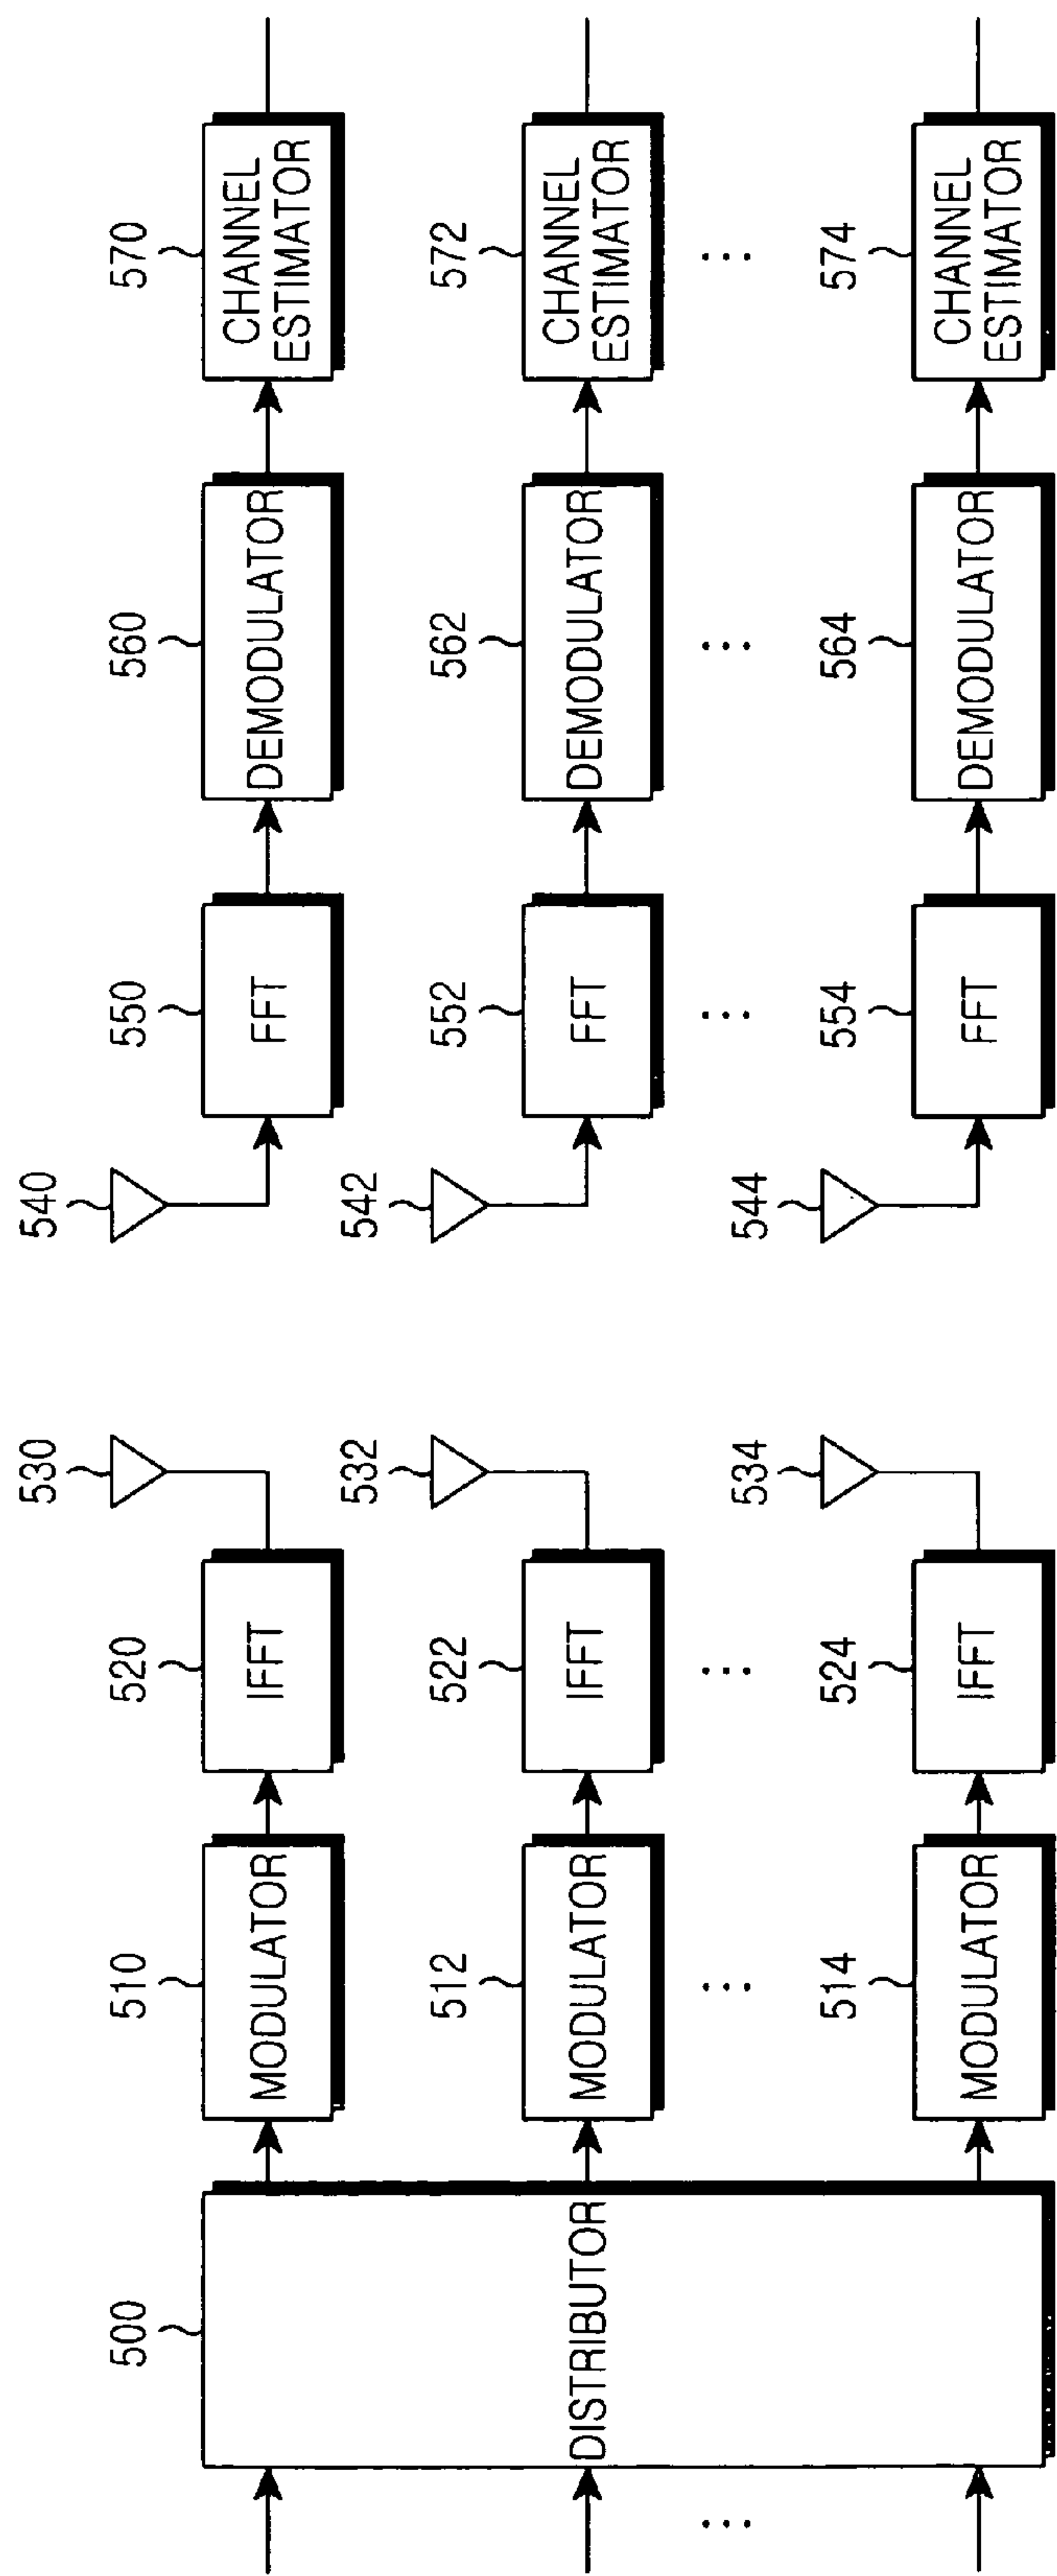 500
DISTRIBUTOR
510
MODULATOR
520
IFFT
530
540
550
FFT
560
DEMODULATOR
570
CHANNEL
ESTIMATOR
512
MODULATOR
522
IFFT
532
542
552
FFT
562
DEMODULATOR
572
CHANNEL
ESTIMATOR
...
...
...
...
...
...
514
MODULATOR
524
IFFT
534
544
554
FFT
564
DEMODULATOR
574
CHANNEL
ESTIMATOR